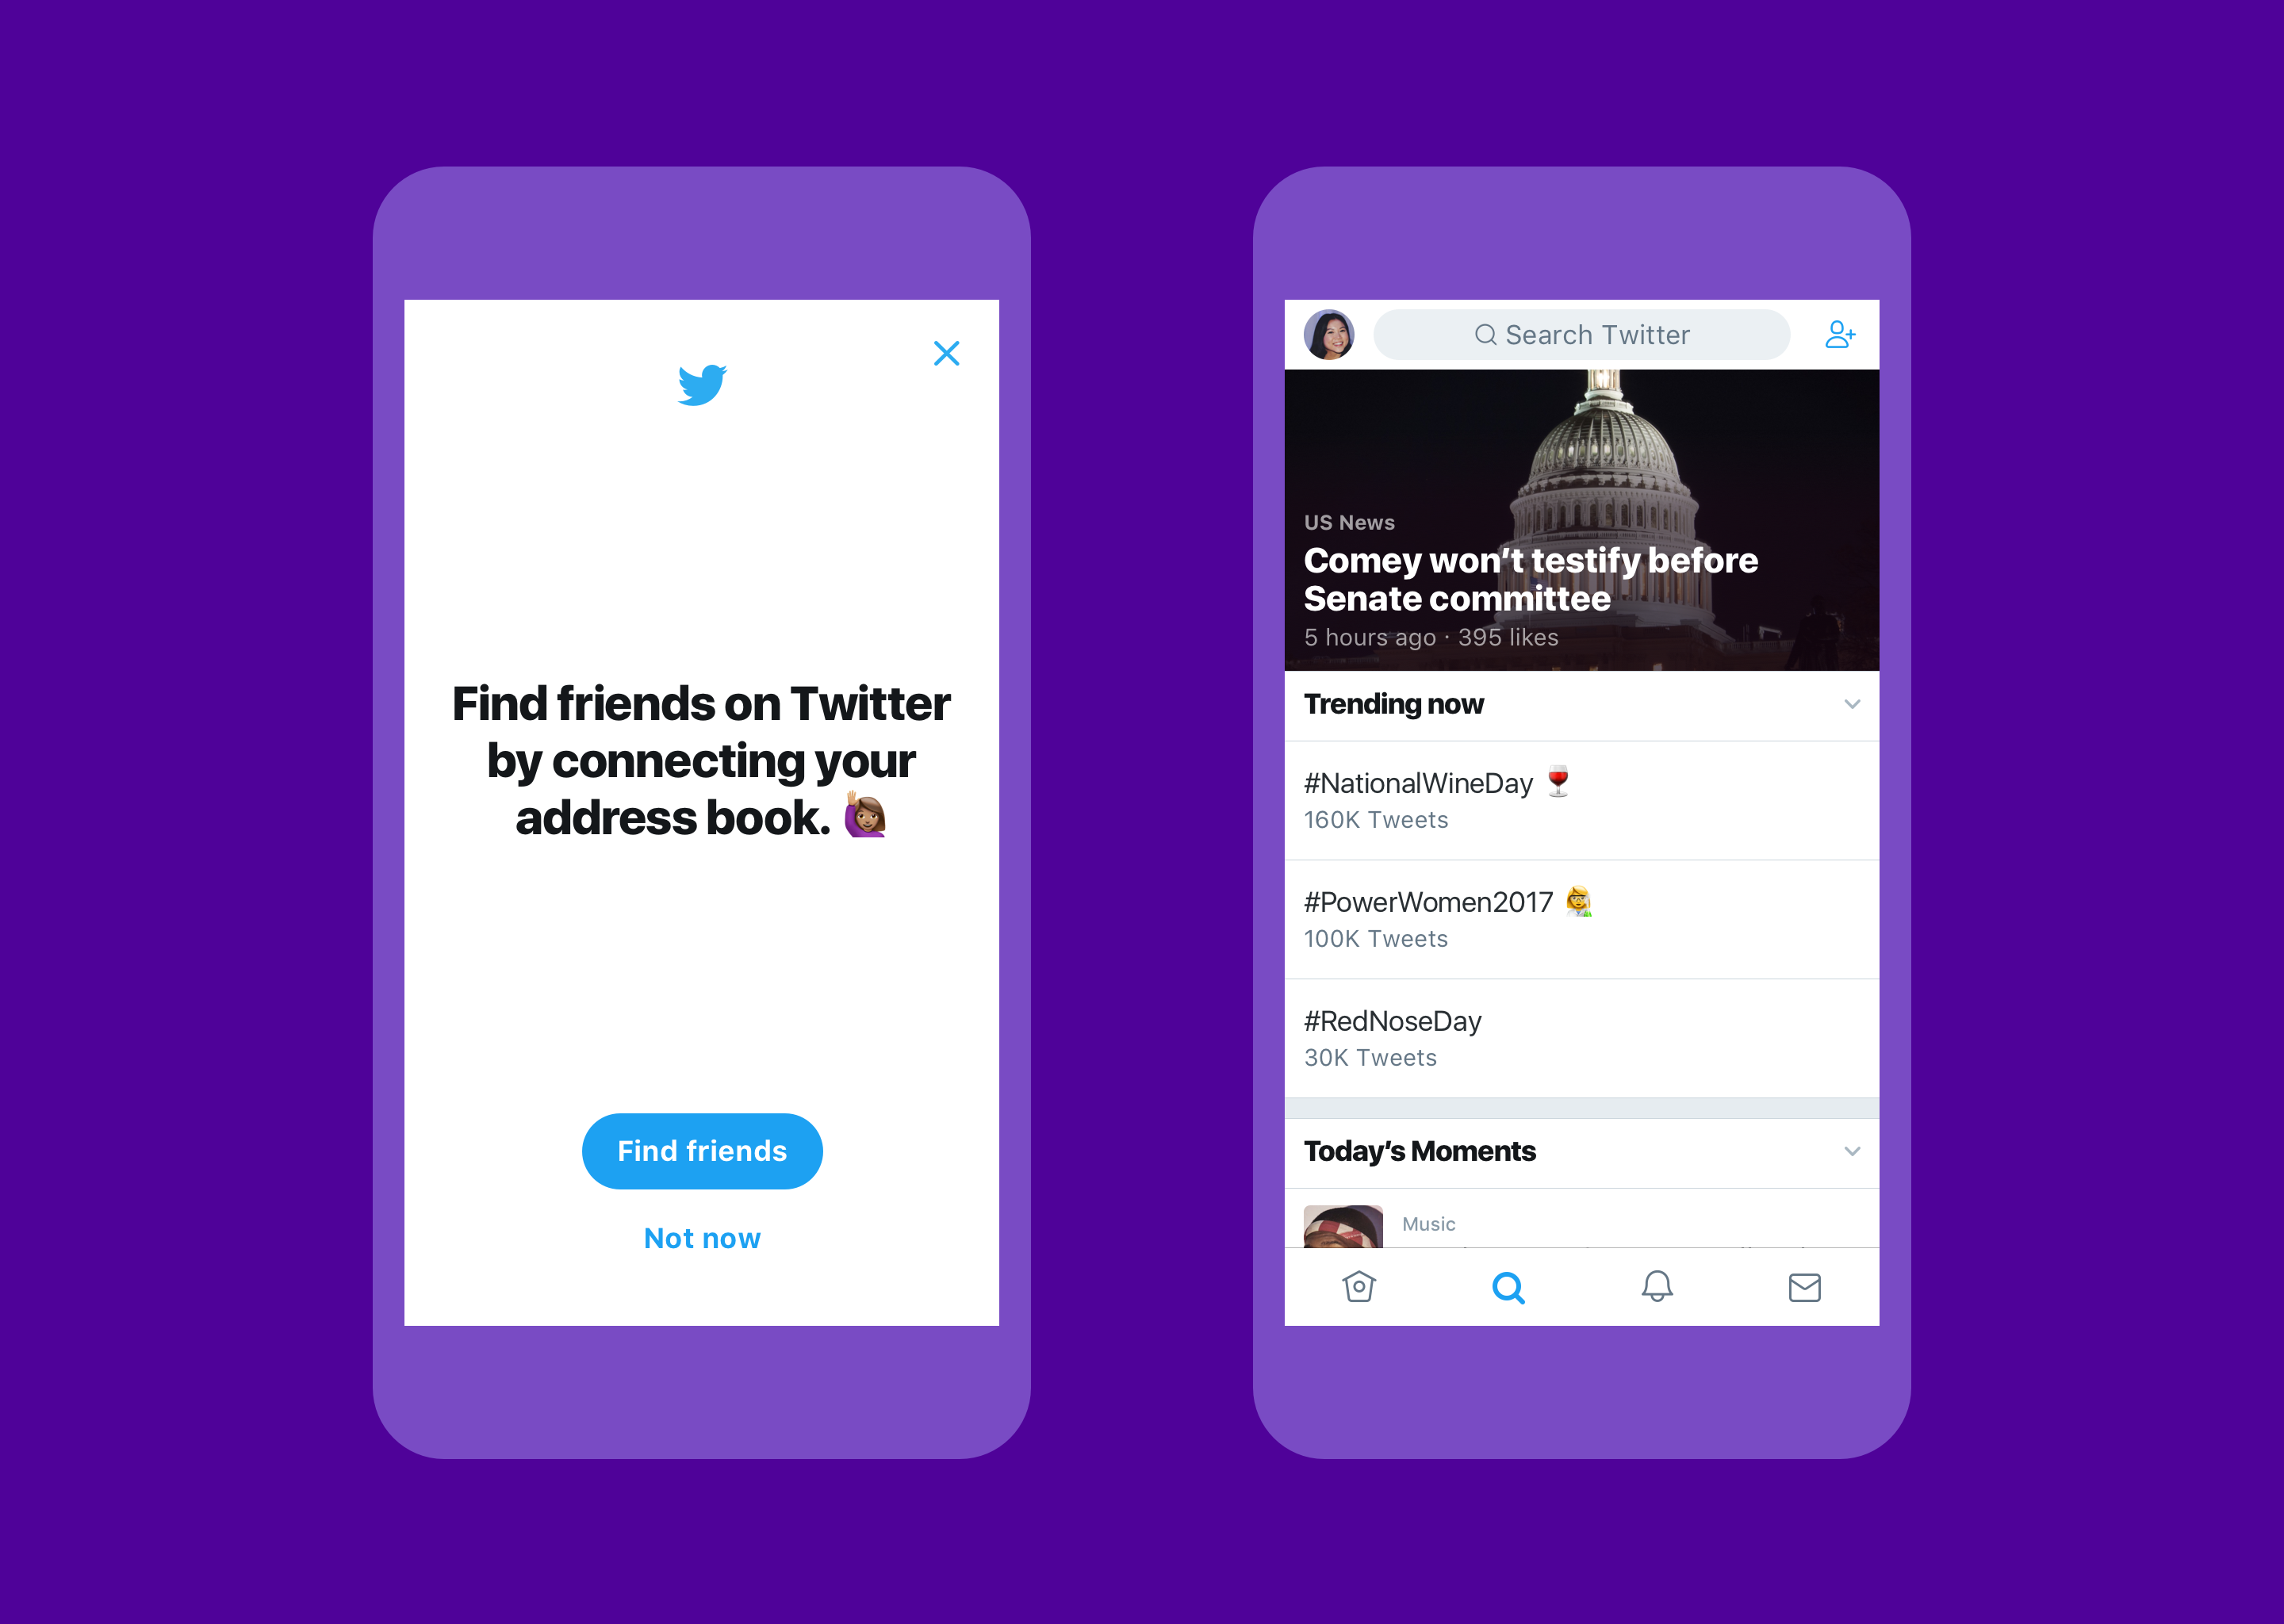 Find friends on Twitter
by connecting your
address book. 🙋🏽‍♀️
Find friends
Not now
Search Twitter
US News
Comey won’t testify before
Senate committee
5 hours ago · 395 likes
Trending now
#NationalWineDay 🍷
160K Tweets
#PowerWomen2017 👩‍🔬
100K Tweets
#RedNoseDay
30K Tweets
Today’s Moments
Music